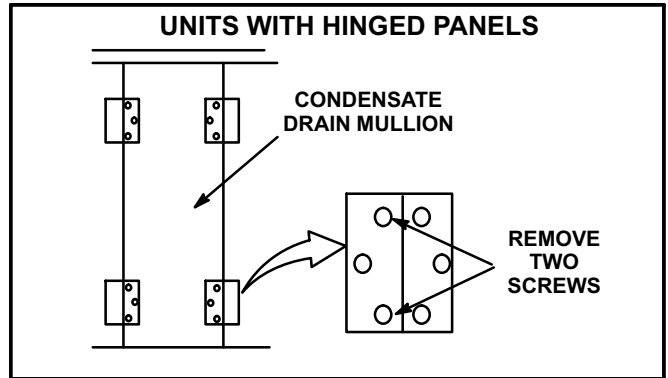 UNITS WITH HINGED PANELS
CONDENSATE
DRAIN MULLION
REMOVE
TWO
SCREWS